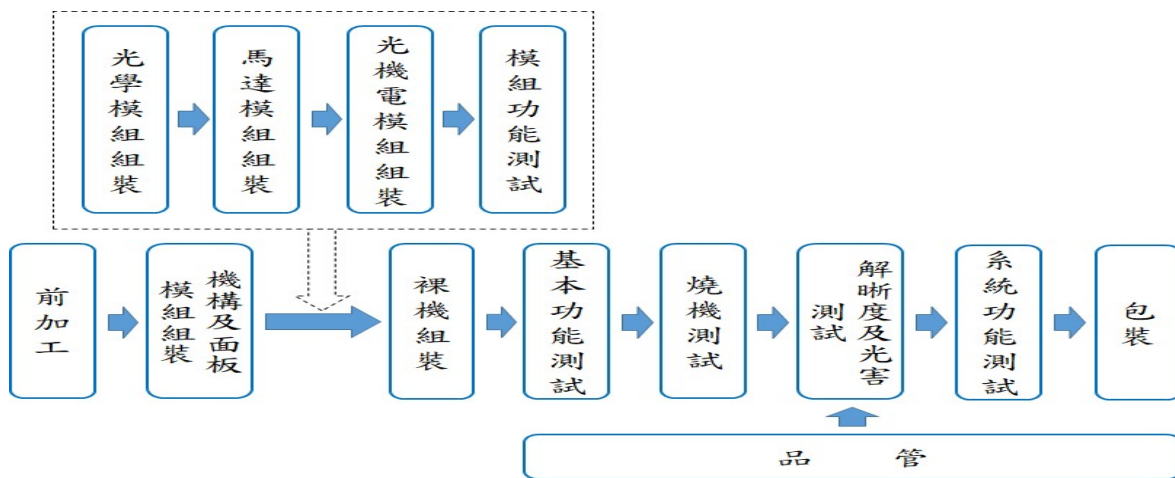 光學模組組裝
馬達模組組裝
光機電模組組裝
模組功能測試
前加工
機構及面板
模組組裝
裸機組裝
基本功能測試
燒機測試
解晰度及光害
測試
系統功能測試
包裝
品 管